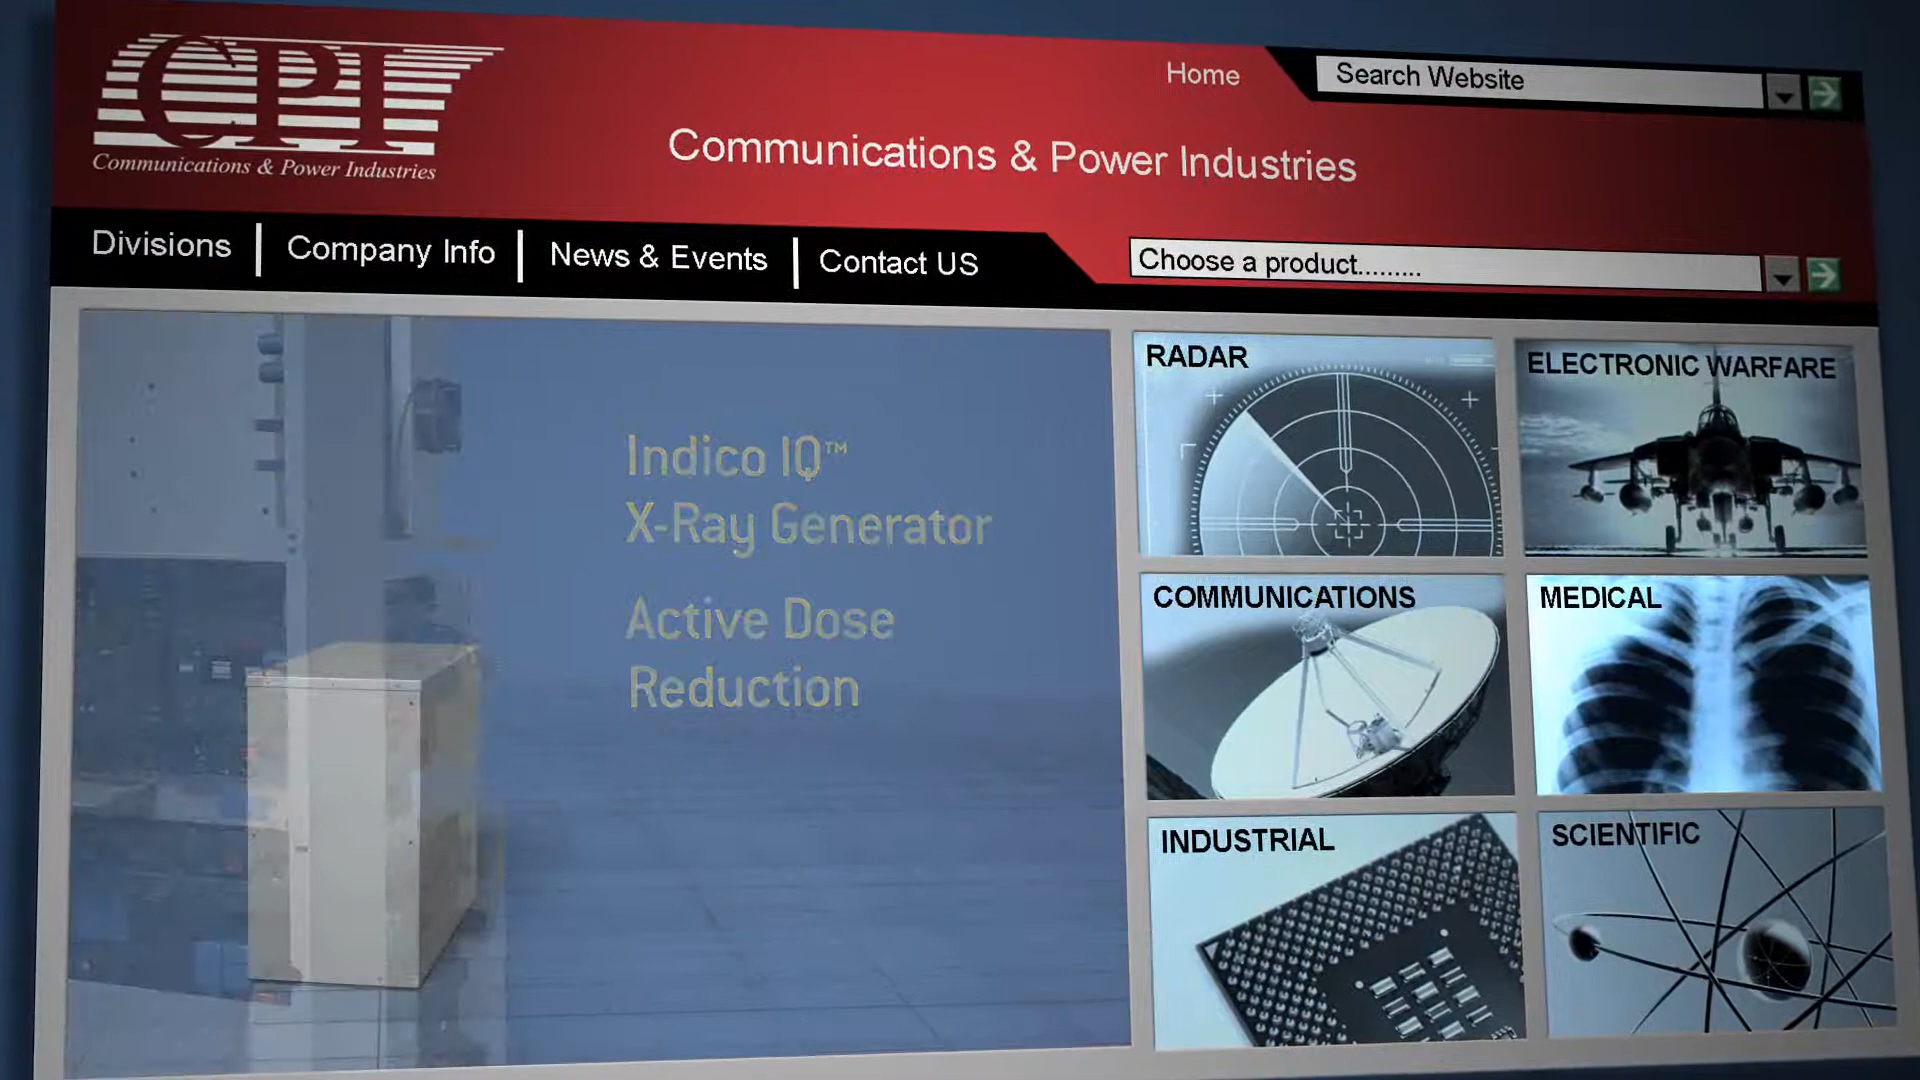 CPI
Communications & Power Industries
Home
Search Website
Communications & Power Industries
Divisions
Company Info
News & Events
Contact US
Choose a product.........
Indico IQ™
X-Ray Generator
Active Dose
Reduction
RADAR
ELECTRONIC WARFARE
COMMUNICATIONS
MEDICAL
INDUSTRIAL
SCIENTIFIC